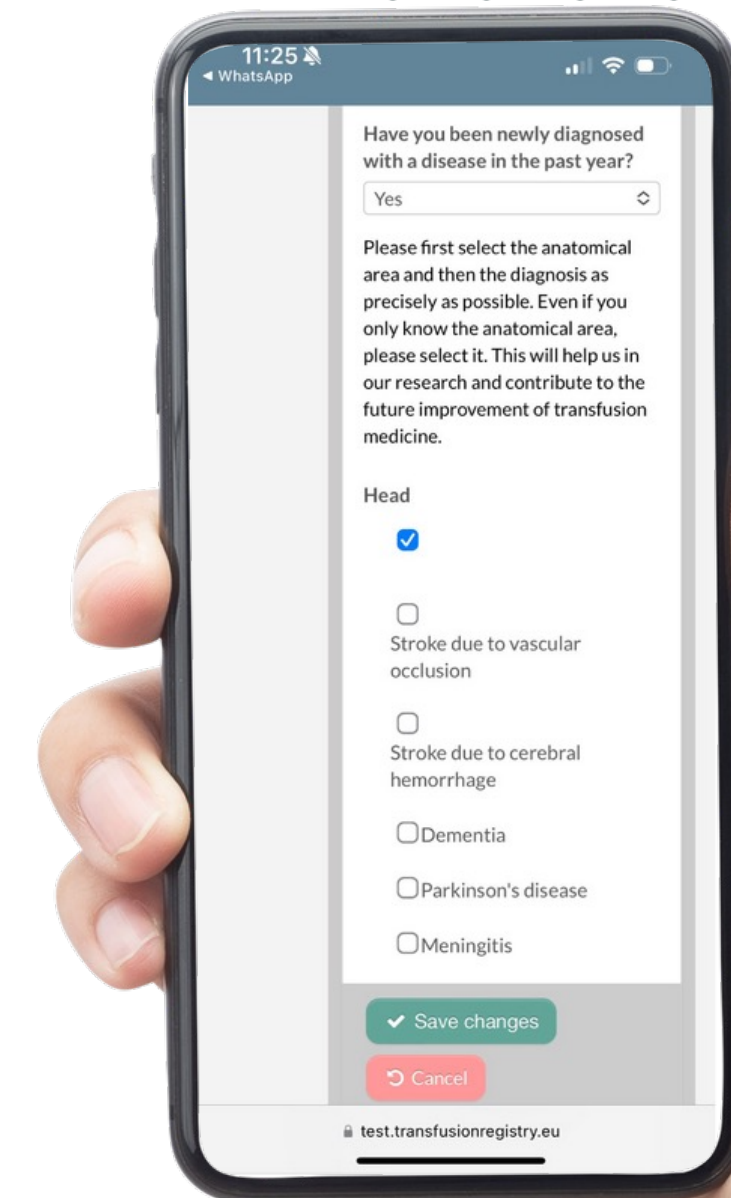 11:25
◀ WhatsApp
Have you been newly diagnosed
with a disease in the past year?
Yes
Please first select the anatomical
area and then the diagnosis as
precisely as possible. Even if you
only know the anatomical area,
please select it. This will help us in
our research and contribute to the
future improvement of transfusion
medicine.
Head
Stroke due to vascular
occlusion
Stroke due to cerebral
hemorrhage
Dementia
Parkinson's disease
Meningitis
Save changes
Cancel
test.transfusionregistry.eu